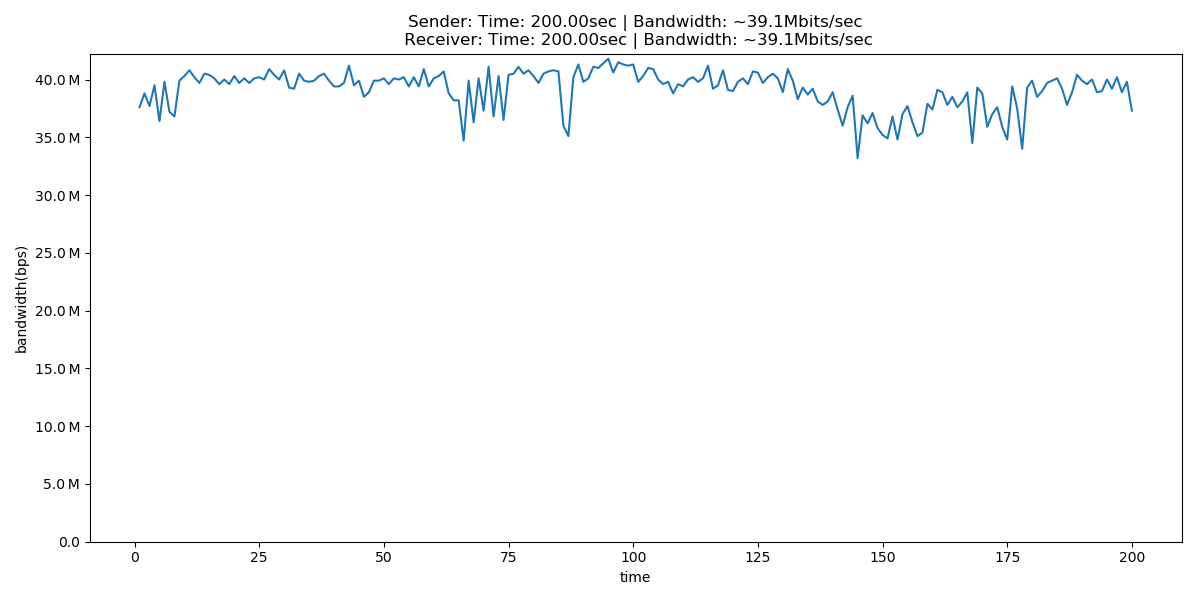 Sender: Time: 200.00sec | Bandwidth: ~39.1Mbits/sec
Receiver: Time: 200.00sec | Bandwidth: ~39.1Mbits/sec
40.0 M
35.0 M
30.0 M
25.0 M
20.0 M
15.0 M
10.0 M
5.0 M
0.0
bandwidth(bps)
0 25 50 75 100 125 150 175 200
time